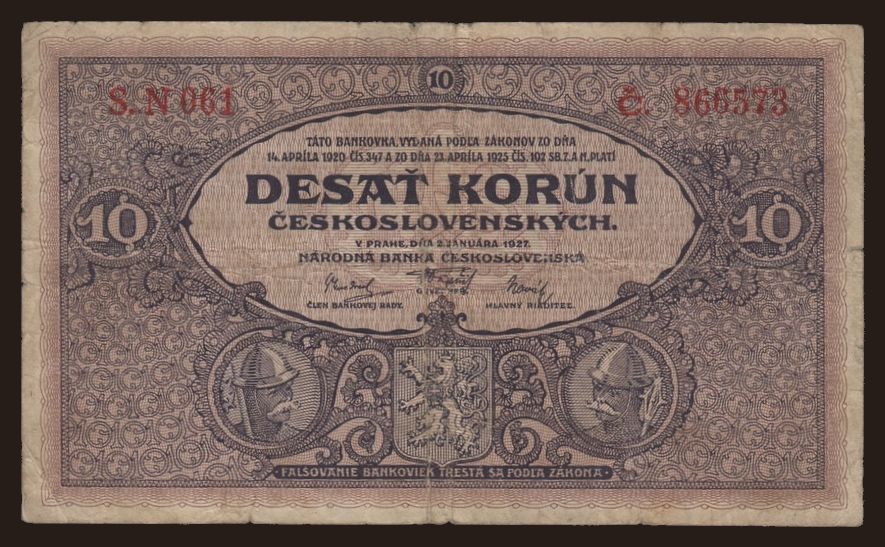 10
S. N 061
Č. 866573
TÁTO BANKOVKA, VYDANÁ PODĽA ZÁKONOV ZO DŇA
14. APRÍLA 1920 ČÍS. 347 A ZO DŇA 23. APRÍLA 1925 ČÍS. 102 SB. Z. A N. PLATÍ
DESAŤ KORÚN
ČESKOSLOVENSKÝCH.
10
10
V PRAHE, DŇA 2. JANUÁRA 1927.
NÁRODNÁ BANKA ČESKOSLOVENSKÁ
ČLEN BANKOVEJ RADY.
HLAVNÝ RIADITEĽ.
· FALŠOVANIE BANKOVIEK TRESTÁ SA PODĽA ZÁKONA ·